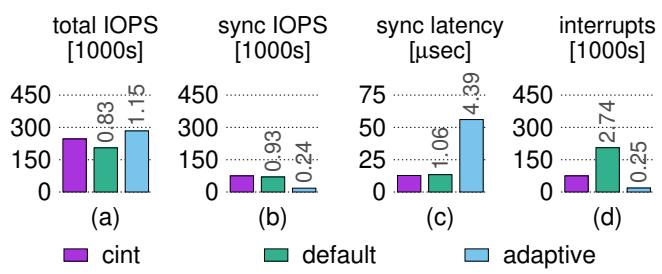 total IOPS
[1000s]
450
300
150
0
0.83
1.15
(a)
sync IOPS
[1000s]
450
300
150
0
0.93
0.24
(b)
sync latency
[μsec]
75
50
25
0
1.06
4.39
(c)
interrupts
[1000s]
450
300
150
0
2.74
0.25
(d)
cint
default
adaptive